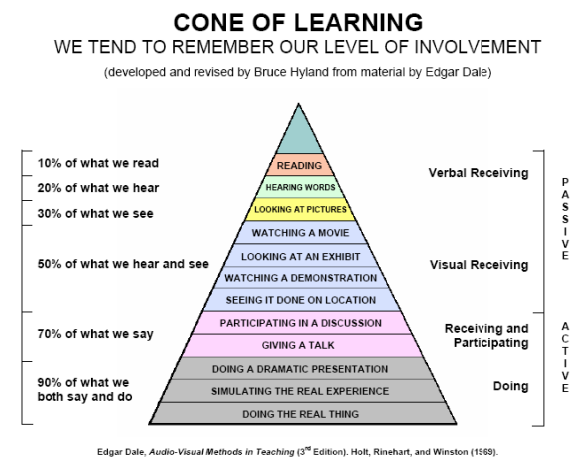 CONE OF LEARNING
WE TEND TO REMEMBER OUR LEVEL OF INVOLVEMENT
(developed and revised by Bruce Hyland from material by Edgar Dale)
10% of what we read
READING
Verbal Receiving
20% of what we hear
HEARING WORDS
30% of what we see
LOOKING AT PICTURES
PASSIVE
WATCHING A MOVIE
50% of what we hear and see
LOOKING AT AN EXHIBIT
Visual Receiving
WATCHING A DEMONSTRATION
SEEING IT DONE ON LOCATION
70% of what we say
PARTICIPATING IN A DISCUSSION
Receiving and
Participating
GIVING A TALK
ACTIVE
90% of what we
both say and do
DOING A DRAMATIC PRESENTATION
SIMULATING THE REAL EXPERIENCE
Doing
DOING THE REAL THING
Edgar Dale, Audio-Visual Methods in Teaching (3rd Edition). Holt, Rinehart, and Winston (1969).